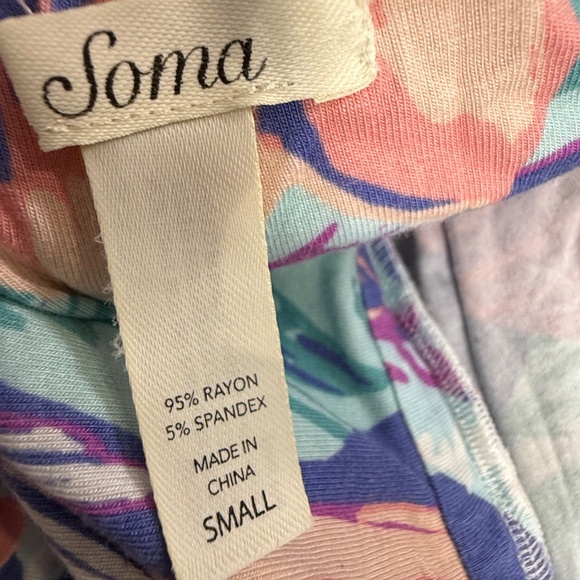 Soma
95% RAYON
5% SPANDEX
MADE IN
CHINA
SMALL